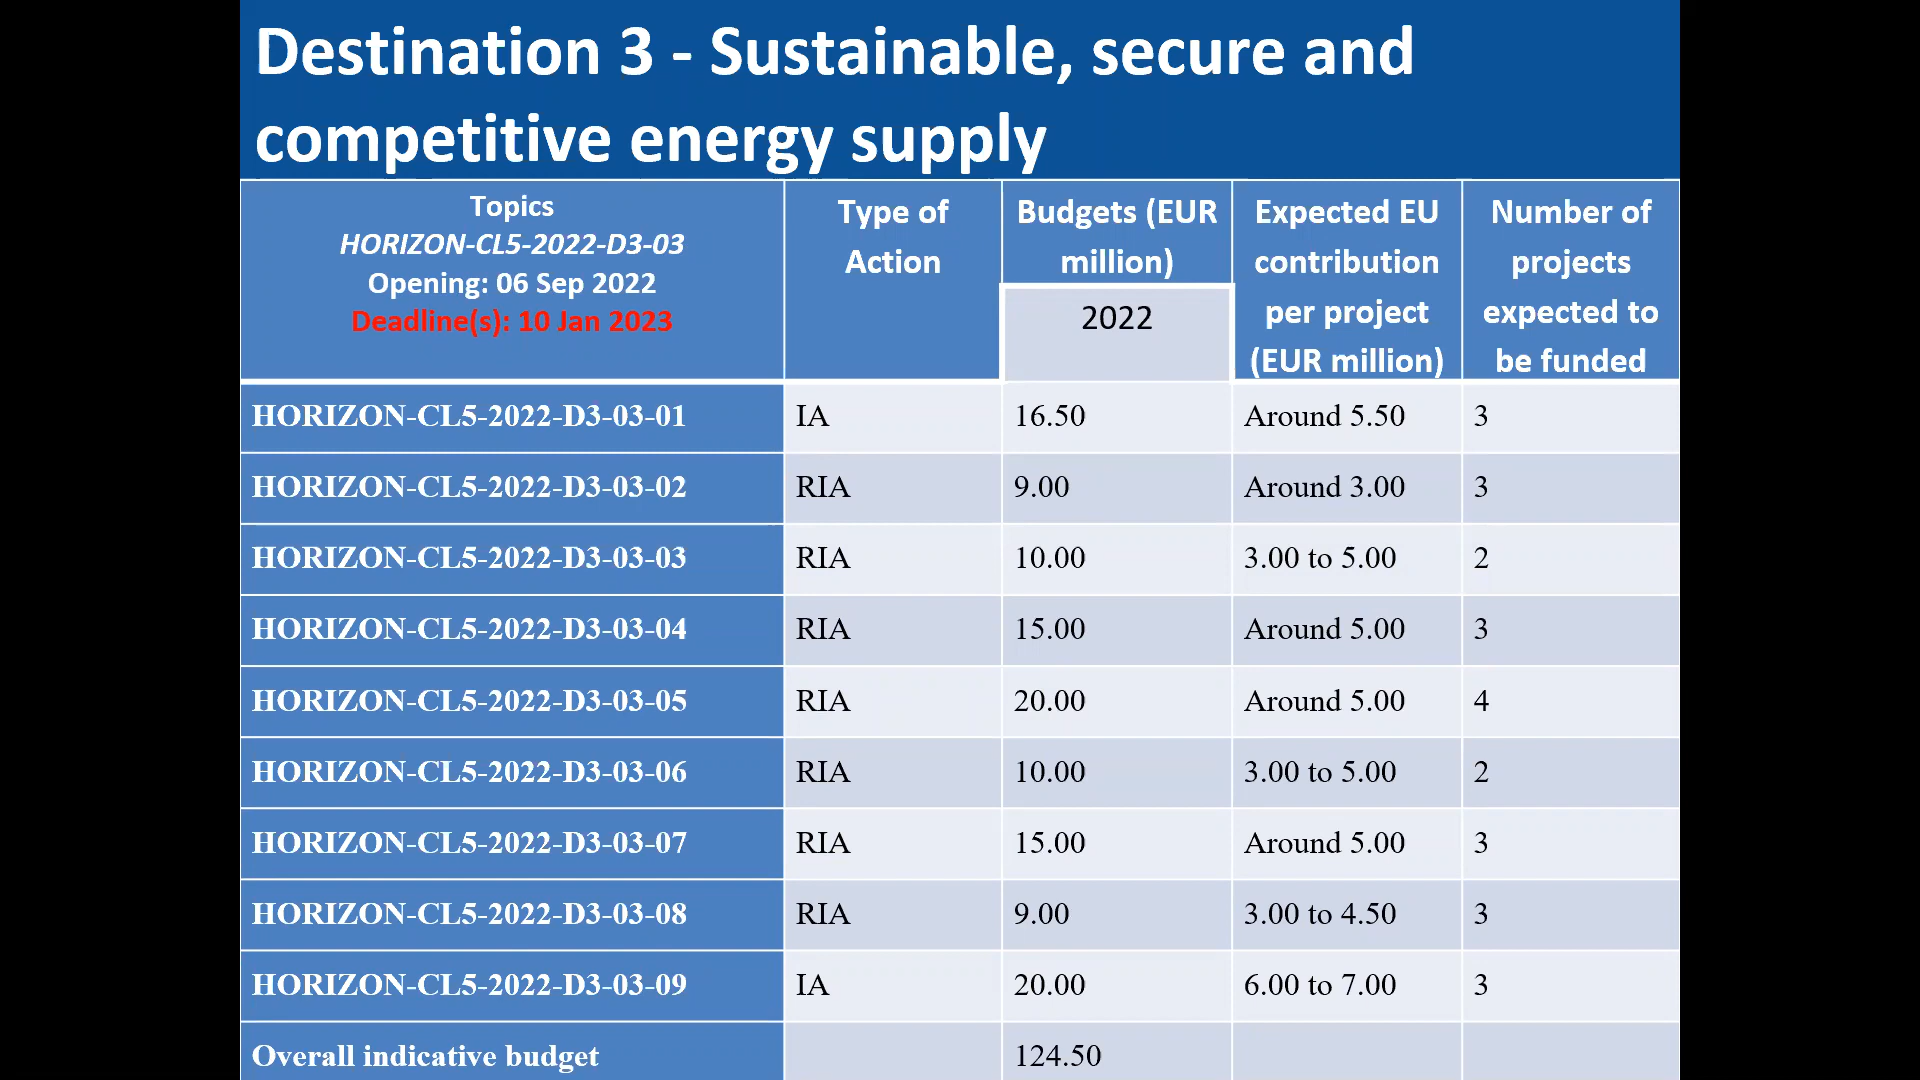 Destination 3 - Sustainable, secure and
competitive energy supply
Topics
HORIZON-CL5-2022-D3-03
Opening: 06 Sep 2022
Deadline(s): 10 Jan 2023
Type of
Action
Budgets (EUR
million)
2022
Expected EU
contribution
per project
(EUR million)
Number of
projects
expected to
be funded
HORIZON-CL5-2022-D3-03-01 IA 16.50 Around 5.50 3
HORIZON-CL5-2022-D3-03-02 RIA 9.00 Around 3.00 3
HORIZON-CL5-2022-D3-03-03 RIA 10.00 3.00 to 5.00 2
HORIZON-CL5-2022-D3-03-04 RIA 15.00 Around 5.00 3
HORIZON-CL5-2022-D3-03-05 RIA 20.00 Around 5.00 4
HORIZON-CL5-2022-D3-03-06 RIA 10.00 3.00 to 5.00 2
HORIZON-CL5-2022-D3-03-07 RIA 15.00 Around 5.00 3
HORIZON-CL5-2022-D3-03-08 RIA 9.00 3.00 to 4.50 3
HORIZON-CL5-2022-D3-03-09 IA 20.00 6.00 to 7.00 3
Overall indicative budget 124.50